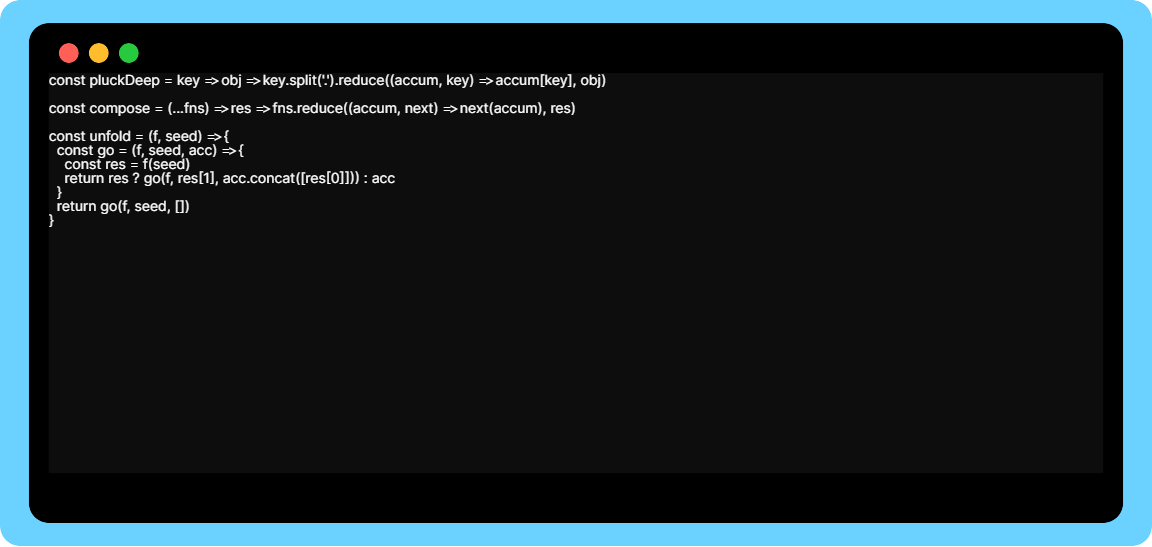 const pluckDeep = key => obj => key.split('.').reduce((accum, key) => accum[key], obj)
const compose = (...fns) => res => fns.reduce((accum, next) => next(accum), res)
const unfold = (f, seed) => {
const go = (f, seed, acc) => {
const res = f(seed)
return res ? go(f, res[1], acc.concat([res[0]])) : acc
}
return go(f, seed, [])
}